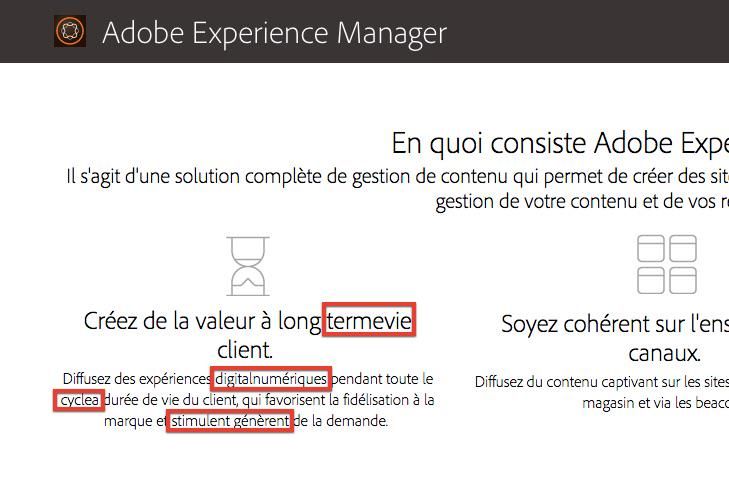 Adobe Experience Manager
En quoi consiste Adobe Expe
Il s'agit d'une solution complète de gestion de contenu qui permet de créer des sit
gestion de votre contenu et de vos r
Créez de la valeur à long termevie
client.
Diffusez des expériences digitalnumériques pendant toute le
cyclea durée de vie du client, qui favorisent la fidélisation à la
marque et stimulent génèrent de la demande.
Soyez cohérent sur l'ens
canaux.
Diffusez du contenu captivant sur les sites
magasin et via les beaco